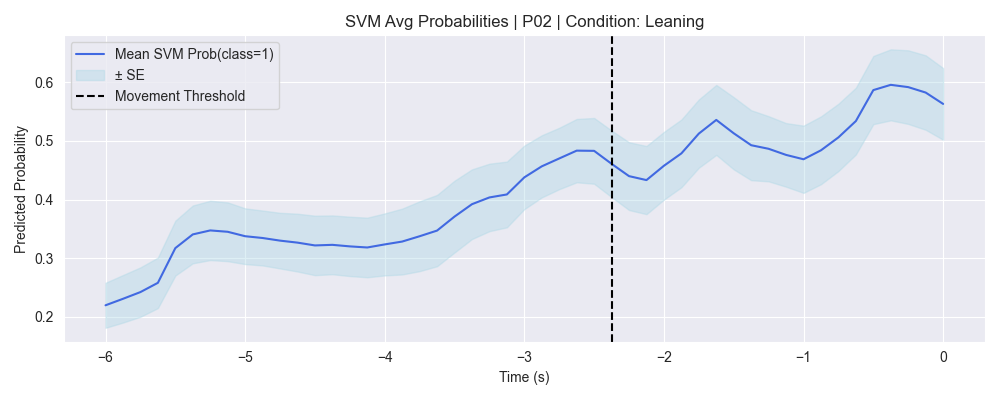 SVM Avg Probabilities | P02 | Condition: Leaning
Mean SVM Prob(class=1)
± SE
Movement Threshold
Predicted Probability
0.6
0.5
0.4
0.3
0.2
−6 −5 −4 −3 −2 −1 0
Time (s)